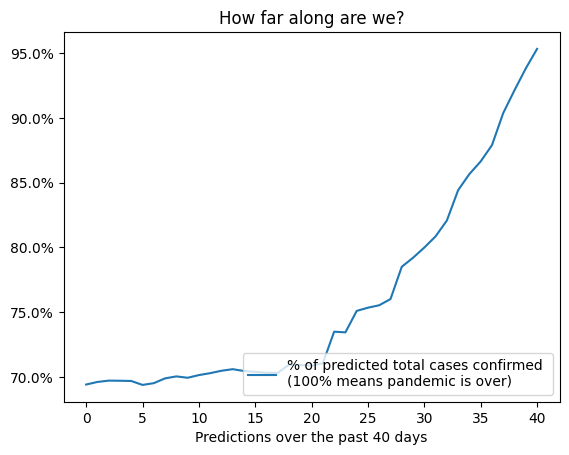 How far along are we?
95.0%
90.0%
85.0%
80.0%
75.0%
70.0%
% of predicted total cases confirmed
(100% means pandemic is over)
0 5 10 15 20 25 30 35 40
Predictions over the past 40 days